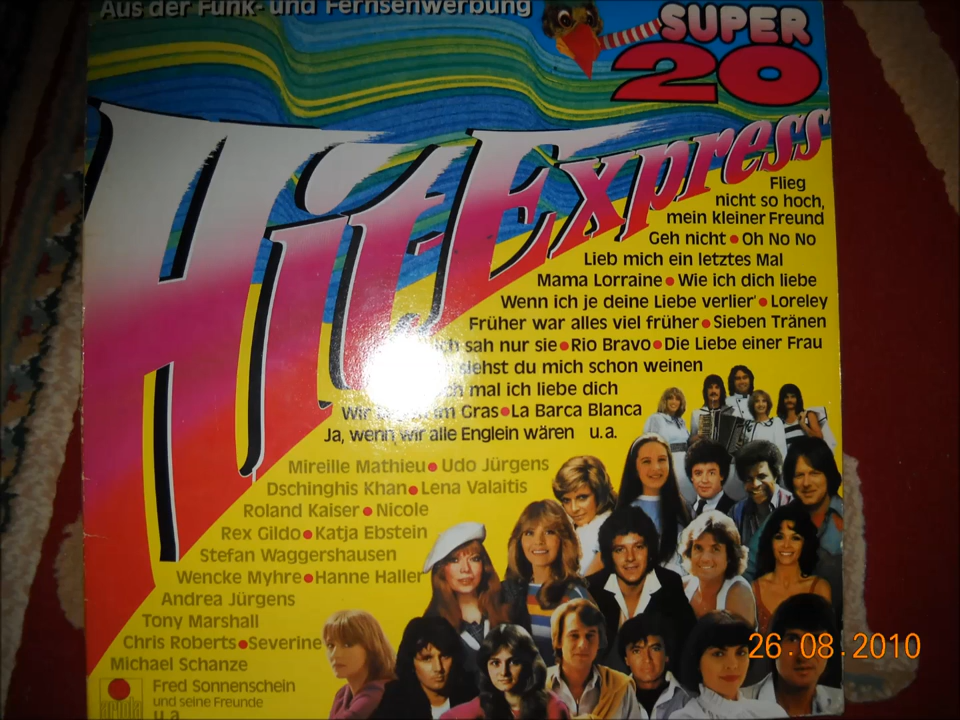 Aus der Funk- und Fernsehwerbung
SUPER
20
Hit Express
Flieg
nicht so hoch,
mein kleiner Freund
Geh nicht • Oh No No
Lieb mich ein letztes Mal
Mama Lorraine • Wie ich dich liebe
Wenn ich je deine Liebe verlier' • Loreley
Früher war alles viel früher • Sieben Tränen
sah nur sie • Rio Bravo • Die Liebe einer Frau
siehst du mich schon weinen
mal ich liebe dich
Wir im Gras • La Barca Blanca
Ja, wenn wir alle Englein wären u.a.
Mireille Mathieu • Udo Jürgens
Dschinghis Khan • Lena Valaitis
Roland Kaiser • Nicole
Rex Gildo • Katja Ebstein
Stefan Waggershausen
Wencke Myhre • Hanne Haller
Andrea Jürgens
Tony Marshall
Chris Roberts • Severine
Michael Schanze
Fred Sonnenschein
und seine Freunde
u.a.
ariola
26.08.2010